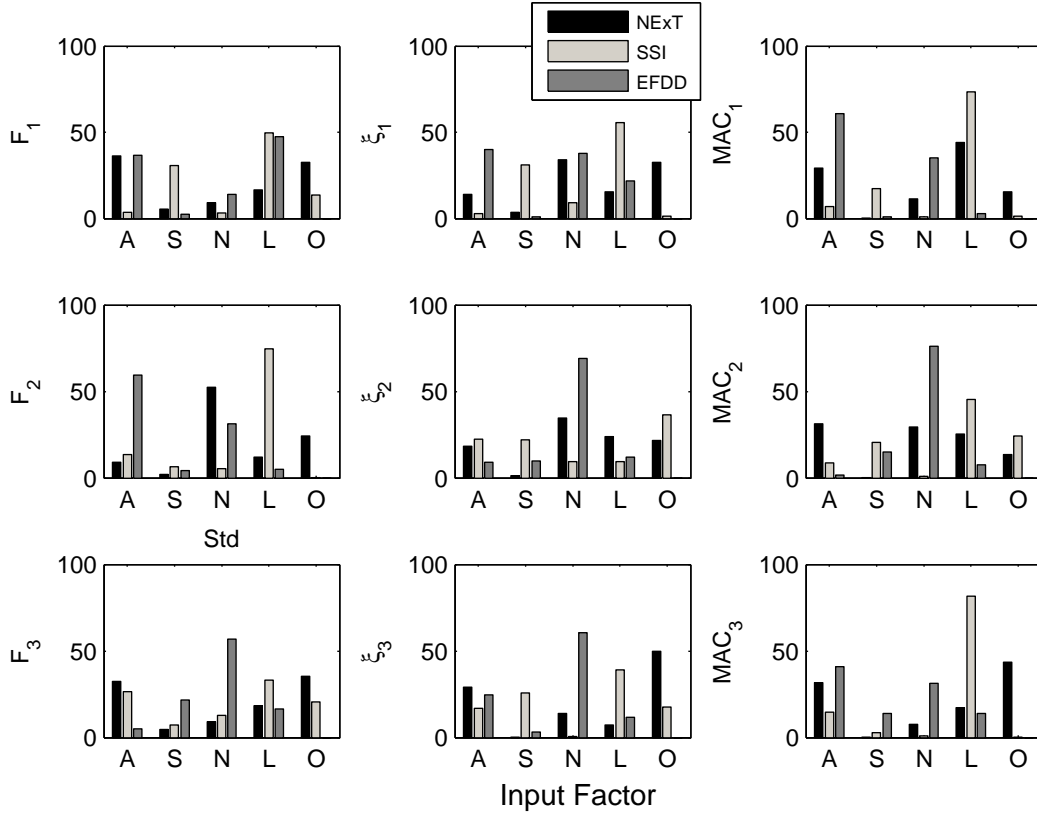 NExT
SSI
EFDD
100
50
0
F1
A S N L O
100
50
0
ξ1
A S N L O
100
50
0
MAC1
A S N L O
100
50
0
F2
A S N L O
Std
100
50
0
ξ2
A S N L O
100
50
0
MAC2
A S N L O
100
50
0
F3
A S N L O
100
50
0
ξ3
A S N L O
100
50
0
MAC3
A S N L O
Input Factor